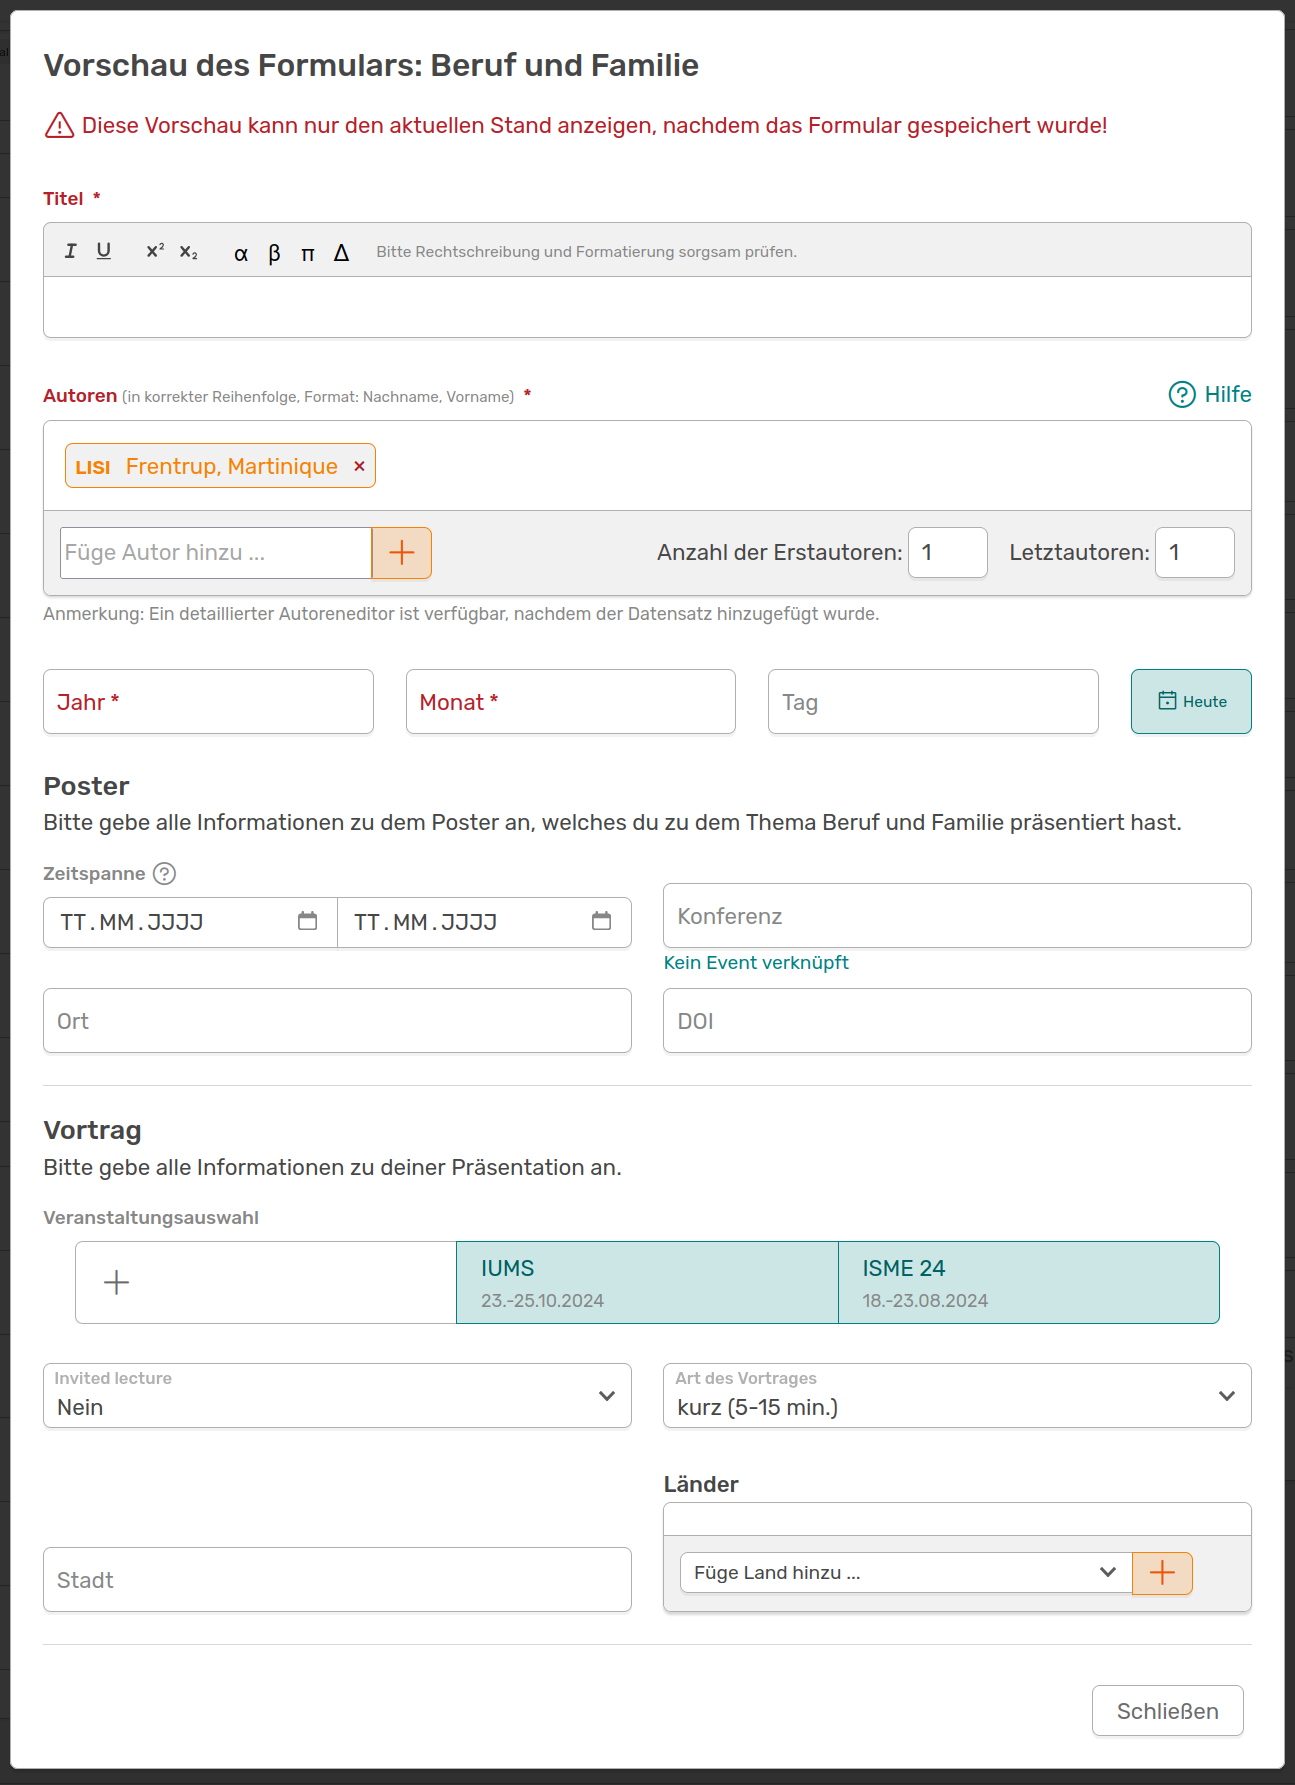 Vorschau des Formulars: Beruf und Familie
Diese Vorschau kann nur den aktuellen Stand anzeigen, nachdem das Formular gespeichert wurde!
Titel *
I U x² x₂ α β π Δ Bitte Rechtschreibung und Formatierung sorgsam prüfen.
Autoren (in korrekter Reihenfolge, Format: Nachname, Vorname) * Hilfe
LISI Frentrup, Martinique ×
Füge Autor hinzu ... Anzahl der Erstautoren: 1 Letztautoren: 1
Anmerkung: Ein detaillierter Autoreneditor ist verfügbar, nachdem der Datensatz hinzugefügt wurde.
Jahr * Monat * Tag Heute
Poster
Bitte gebe alle Informationen zu dem Poster an, welches du zu dem Thema Beruf und Familie präsentiert hast.
Zeitspanne
TT.MM.JJJJ TT.MM.JJJJ Konferenz
Kein Event verknüpft
Ort DOI
Vortrag
Bitte gebe alle Informationen zu deiner Präsentation an.
Veranstaltungsauswahl
IUMS ISME 24
23.-25.10.2024 18.-23.08.2024
Invited lecture Art des Vortrages
Nein kurz (5-15 min.)
Länder
Stadt Füge Land hinzu ...
Schließen